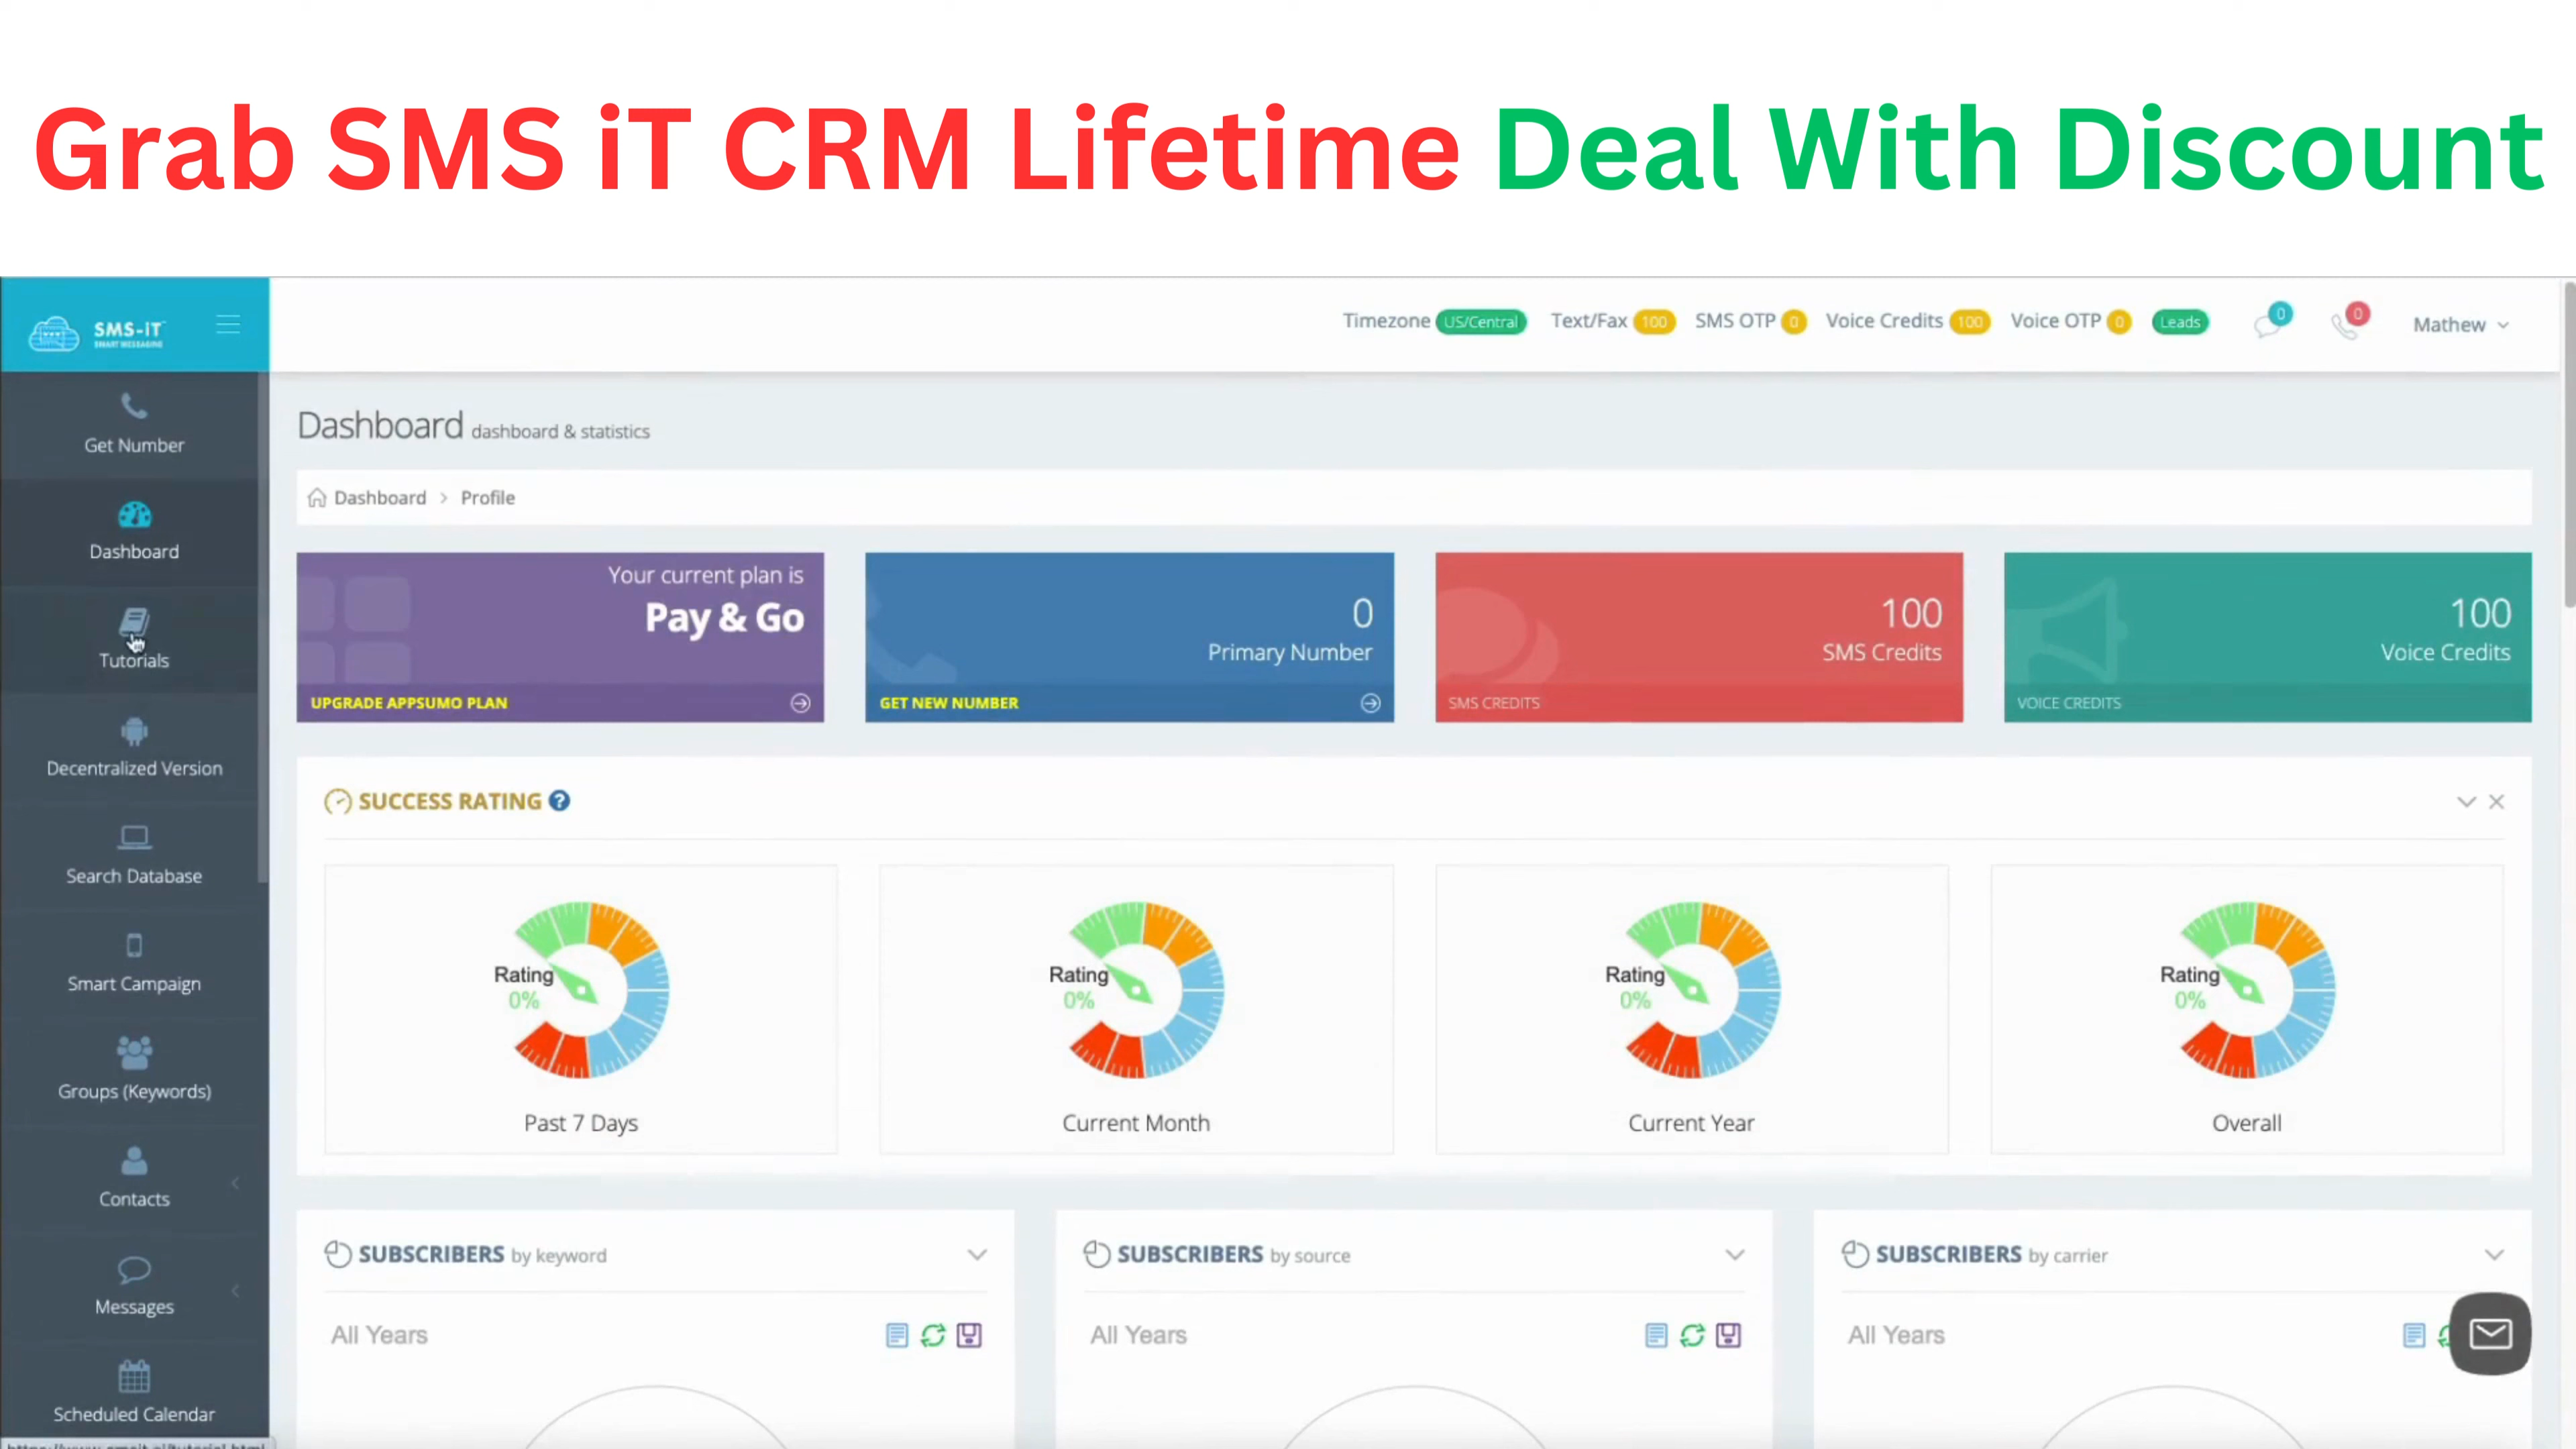 Grab SMS iT CRM Lifetime Deal With Discount
SMS-iT
SMART MESSAGING
Timezone US/Central Text/Fax 100 SMS OTP 0 Voice Credits 100 Voice OTP 0 Leads 0 0 Mathew
Get Number
Dashboard
Tutorials
Decentralized Version
Search Database
Smart Campaign
Groups (Keywords)
Contacts
Messages
Scheduled Calendar
Dashboard dashboard & statistics
Dashboard > Profile
Your current plan is
Pay & Go
UPGRADE APPSUMO PLAN
0
Primary Number
GET NEW NUMBER
100
SMS Credits
SMS CREDITS
100
Voice Credits
VOICE CREDITS
SUCCESS RATING ?
Rating
0%
Past 7 Days
Rating
0%
Current Month
Rating
0%
Current Year
Rating
0%
Overall
SUBSCRIBERS by keyword
All Years
SUBSCRIBERS by source
All Years
SUBSCRIBERS by carrier
All Years